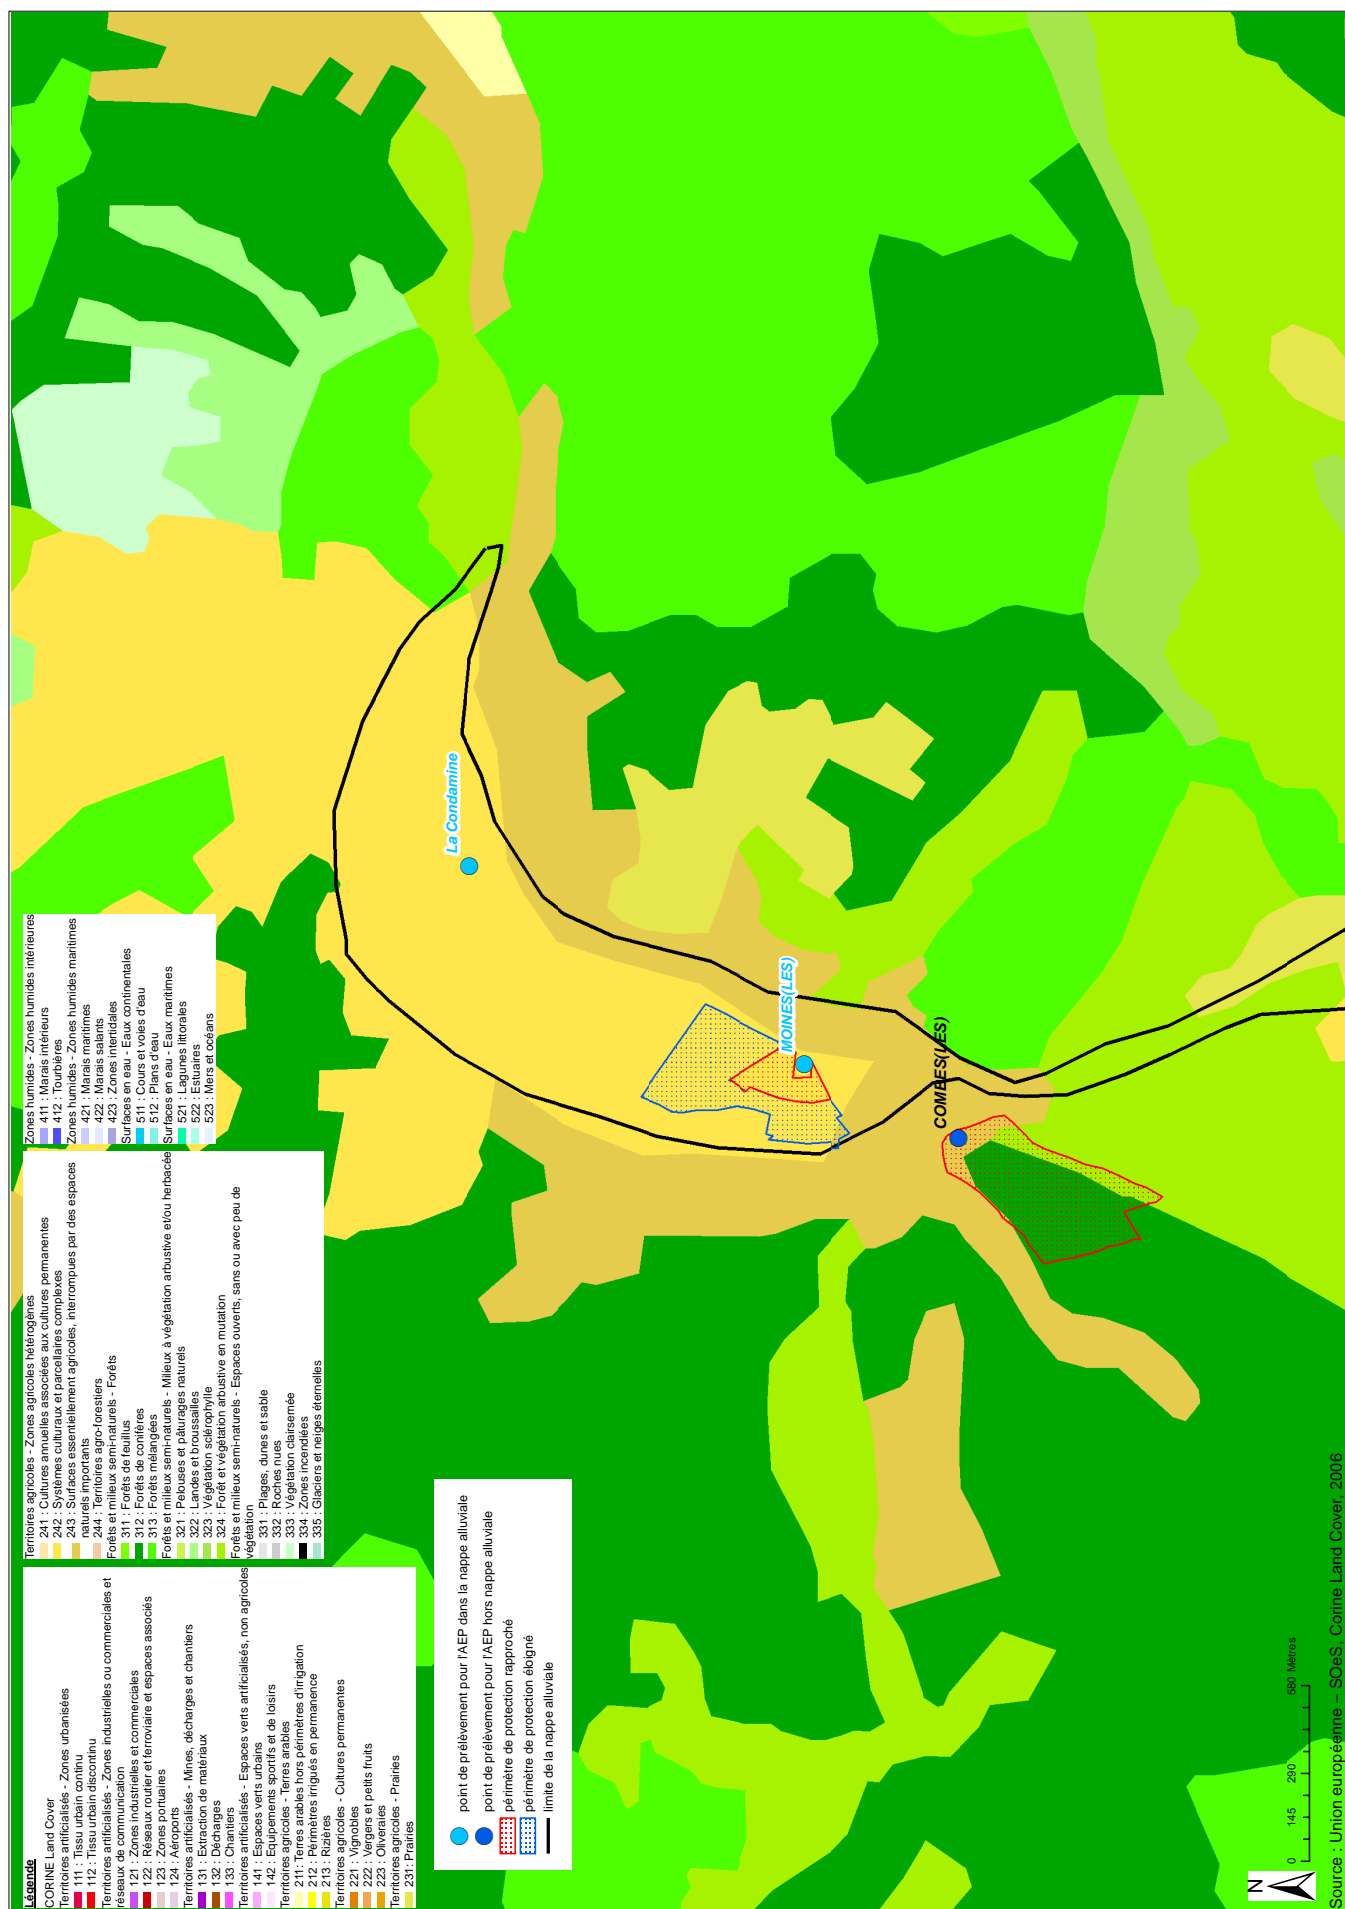 Légende
CORINE Land Cover
Territoires artificialisés - Zones urbanisées
111 : Tissu urbain continu
112 : Tissu urbain discontinu
Territoires artificialisés - Zones industrielles ou commerciales et
réseaux de communication
121 : Zones industrielles et commerciales
122 : Réseaux routier et ferroviaire et espaces associés
123 : Zones portuaires
124 : Aéroports
Territoires artificialisés - Mines, décharges et chantiers
131 : Extraction de matériaux
132 : Décharges
133 : Chantiers
Territoires artificialisés - Espaces verts artificialisés, non agricoles
141 : Espaces verts urbains
142 : Equipements sportifs et de loisirs
Territoires agricoles - Terres arables
211: Terres arables hors périmètres d'irrigation
212 : Périmètres irrigués en permanence
213 : Rizières
Territoires agricoles - Cultures permanentes
221 : Vignobles
222 : Vergers et petits fruits
223 : Oliveraies
Territoires agricoles - Prairies
231: Prairies
Territoires agricoles - Zones agricoles hétérogènes
241 : Cultures annuelles associées aux cultures permanentes
242 : Systèmes culturaux et parcellaires complexes
243 : Surfaces essentiellement agricoles, interrompues par des espaces
naturels importants
244 : Territoires agro-forestiers
Forêts et milieux semi-naturels - Forêts
311 : Forêts de feuillus
312 : Forêts de conifères
313 : Forêts mélangées
Forêts et milieux semi-naturels - Milieux à végétation arbustive et/ou herbacée
321 : Pelouses et pâturages naturels
322 : Landes et broussailles
323 : Végétation sclérophylle
324 : Forêt et végétation arbustive en mutation
Forêts et milieux semi-naturels - Espaces ouverts, sans ou avec peu de
végétation
331 : Plages, dunes et sable
332 : Roches nues
333 : Végétation clairsemée
334 : Zones incendiées
335 : Glaciers et neiges éternelles
Zones humides - Zones humides intérieures
411 : Marais intérieurs
412 : Tourbières
Zones humides - Zones humides maritimes
421 : Marais maritimes
422 : Marais salants
423 : Zones intertidales
Surfaces en eau - Eaux continentales
511 : Cours et voies d'eau
512 : Plans d'eau
Surfaces en eau - Eaux maritimes
521 : Lagunes littorales
522 : Estuaires
523 : Mers et océans
point de prélèvement pour l'AEP dans la nappe alluviale
point de prélèvement pour l'AEP hors nappe alluviale
périmètre de protection rapproché
périmètre de protection éloigné
limite de la nappe alluviale
La Condamine
MOINES(LES)
COMBES(LES)
N
0 145 290 580 Mètres
Source : Union européenne – SOeS, Corine Land Cover, 2006